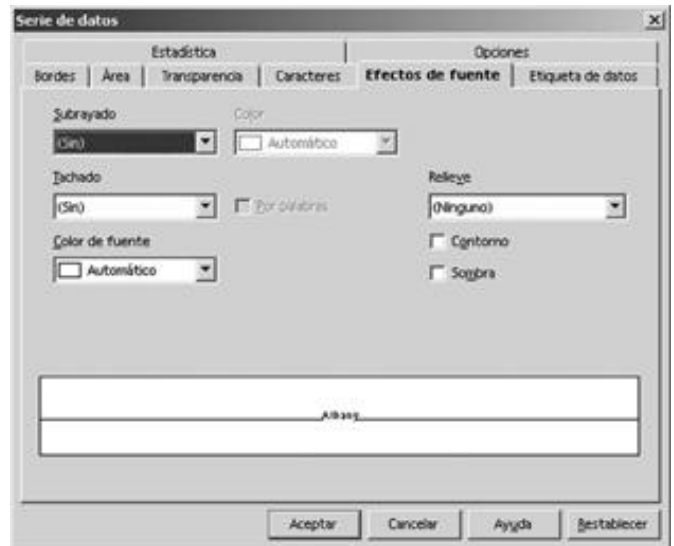 Serie de datos
Estadística Opciones
Bordes Área Transparencia Caracteres Efectos de fuente Etiqueta de datos
Subrayado Color
(Sin) Automático
Tachado Relieve
(Sin) Por palabras (Ninguno)
Color de fuente Contorno
Automático Sombra
Albany
Aceptar Cancelar Ayuda Restablecer